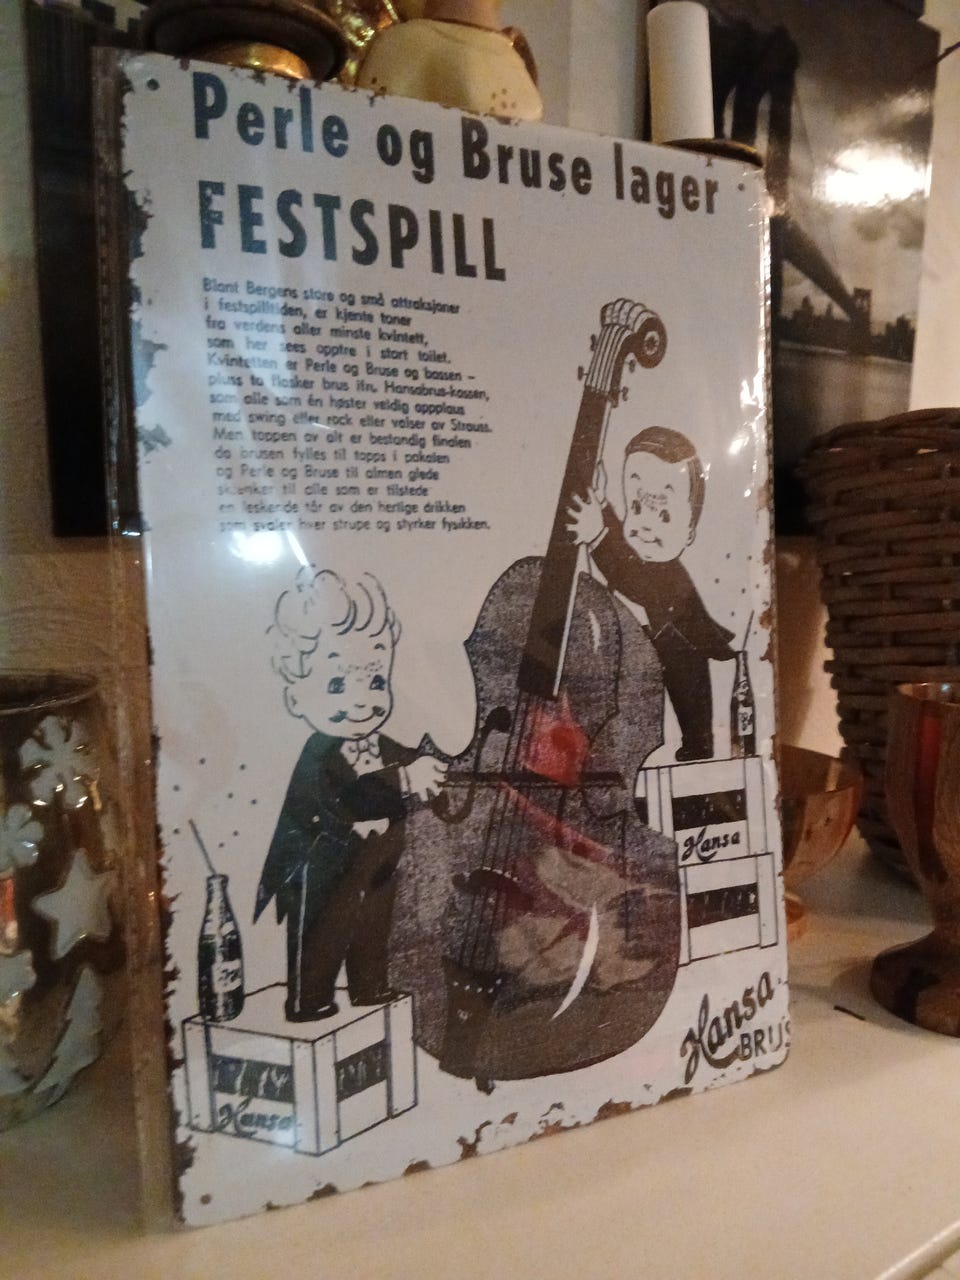 Perle og Bruse lager
FESTSPILL
Blant Bergens store og små attraksjoner
i festspilltiden, er kjente toner
fra verdens aller minste kvintett,
som her sees opptre i stort toilet.
Kvintetten er Perle og Bruse og bassen –
pluss to flasker brus ifra Hansabrus-kassen,
som alle som én høster veldig appplaus
med swing eller rock eller valser av Strauss.
Men toppen av alt er bestandig finalen
da brusen fylles til topps i pokalen
og Perle og Bruse til almen glede
skjenker til alle som er tilstede
en leskende tår av den herlige drikken
som svaler hver strupe og styrker fysikken.
Hansa
Hansa
BRUS
Hansa